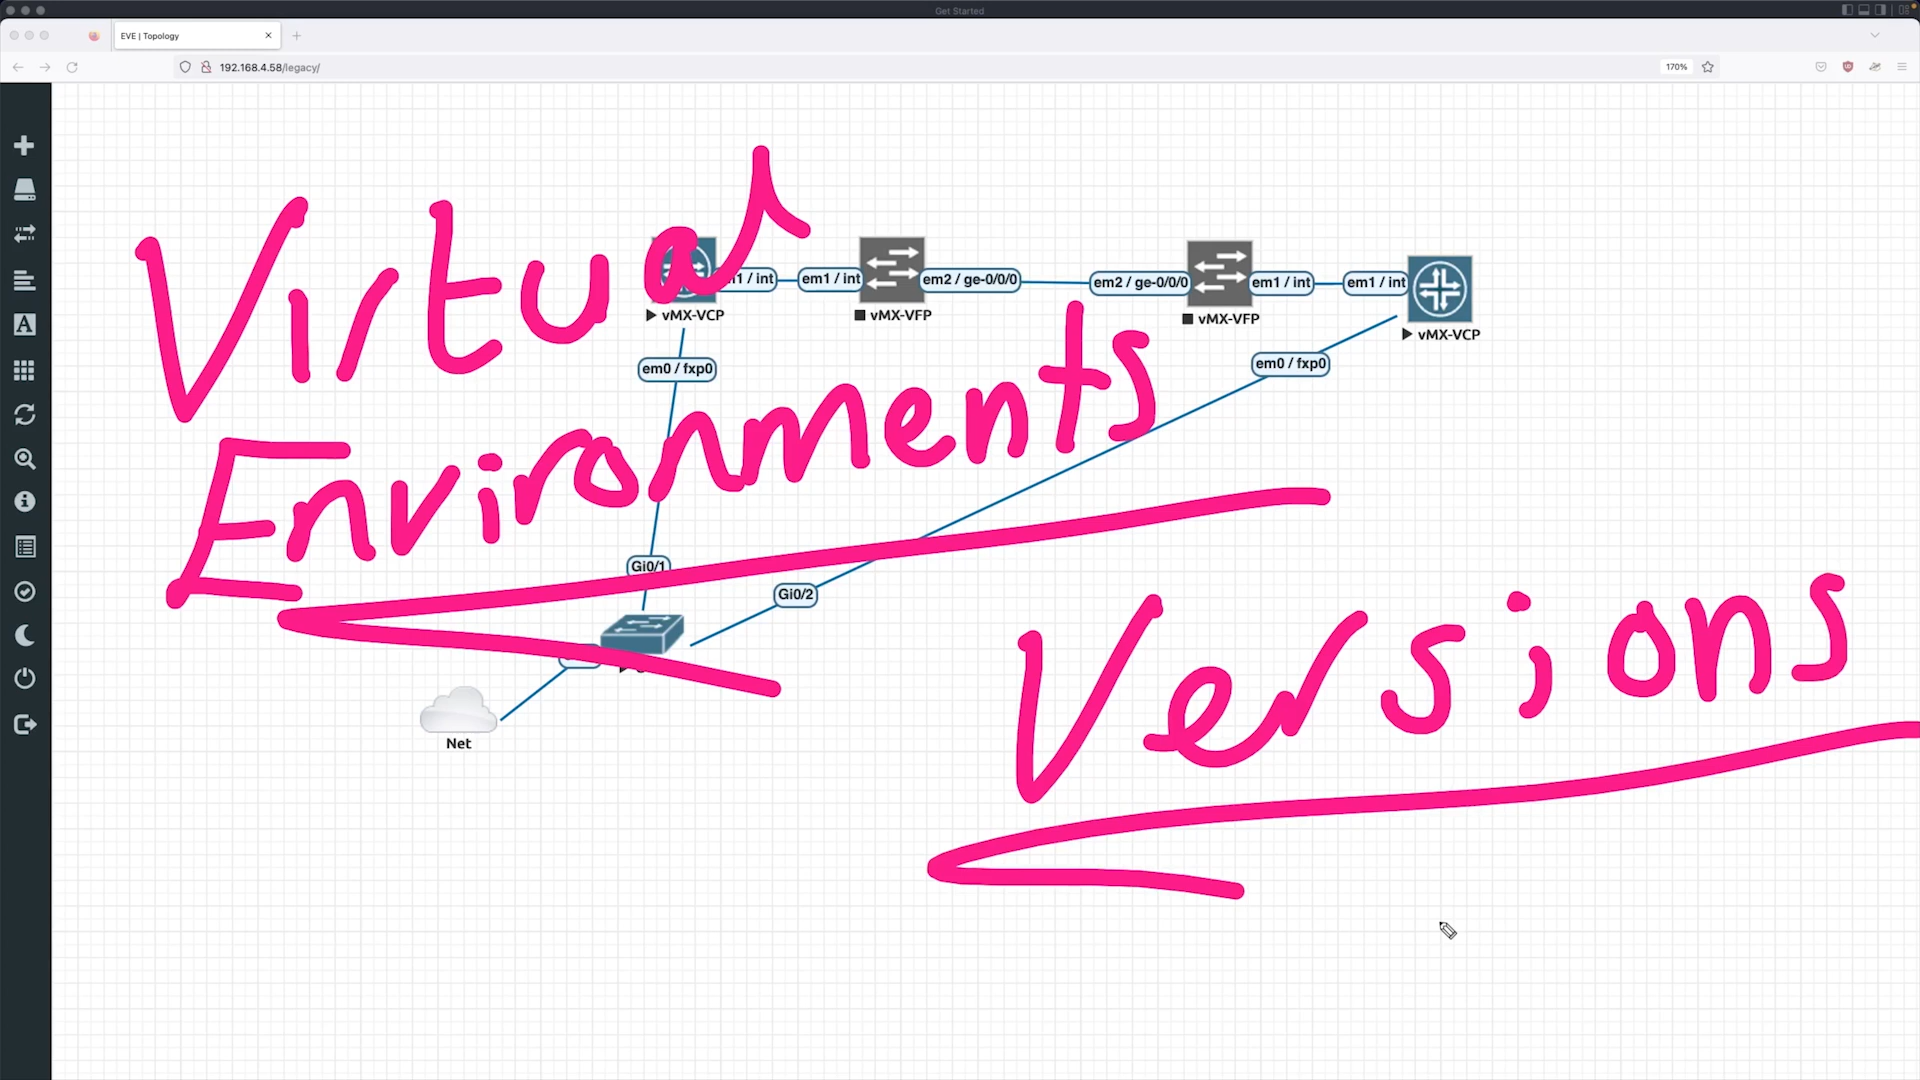 Get Started
EVE | Topology
192.168.4.58/legacy/
170%
Virtual
Environments
Versions
em1 / int
em2 / ge-0/0/0
em2 / ge-0/0/0
em1 / int
em1 / int
vMX-VCP
vMX-VFP
vMX-VFP
vMX-VCP
em0 / fxp0
em0 / fxp0
Gi0/1
Gi0/2
Net